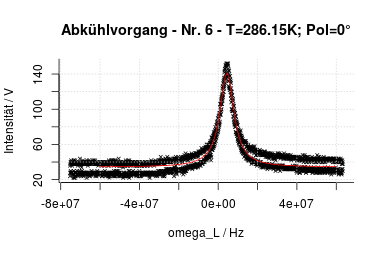 Abkühlvorgang - Nr. 6 - T=286.15K; Pol=0°
Intensität / V
140
100
60
20
-8e+07 -4e+07 0e+00 4e+07
omega_L / Hz